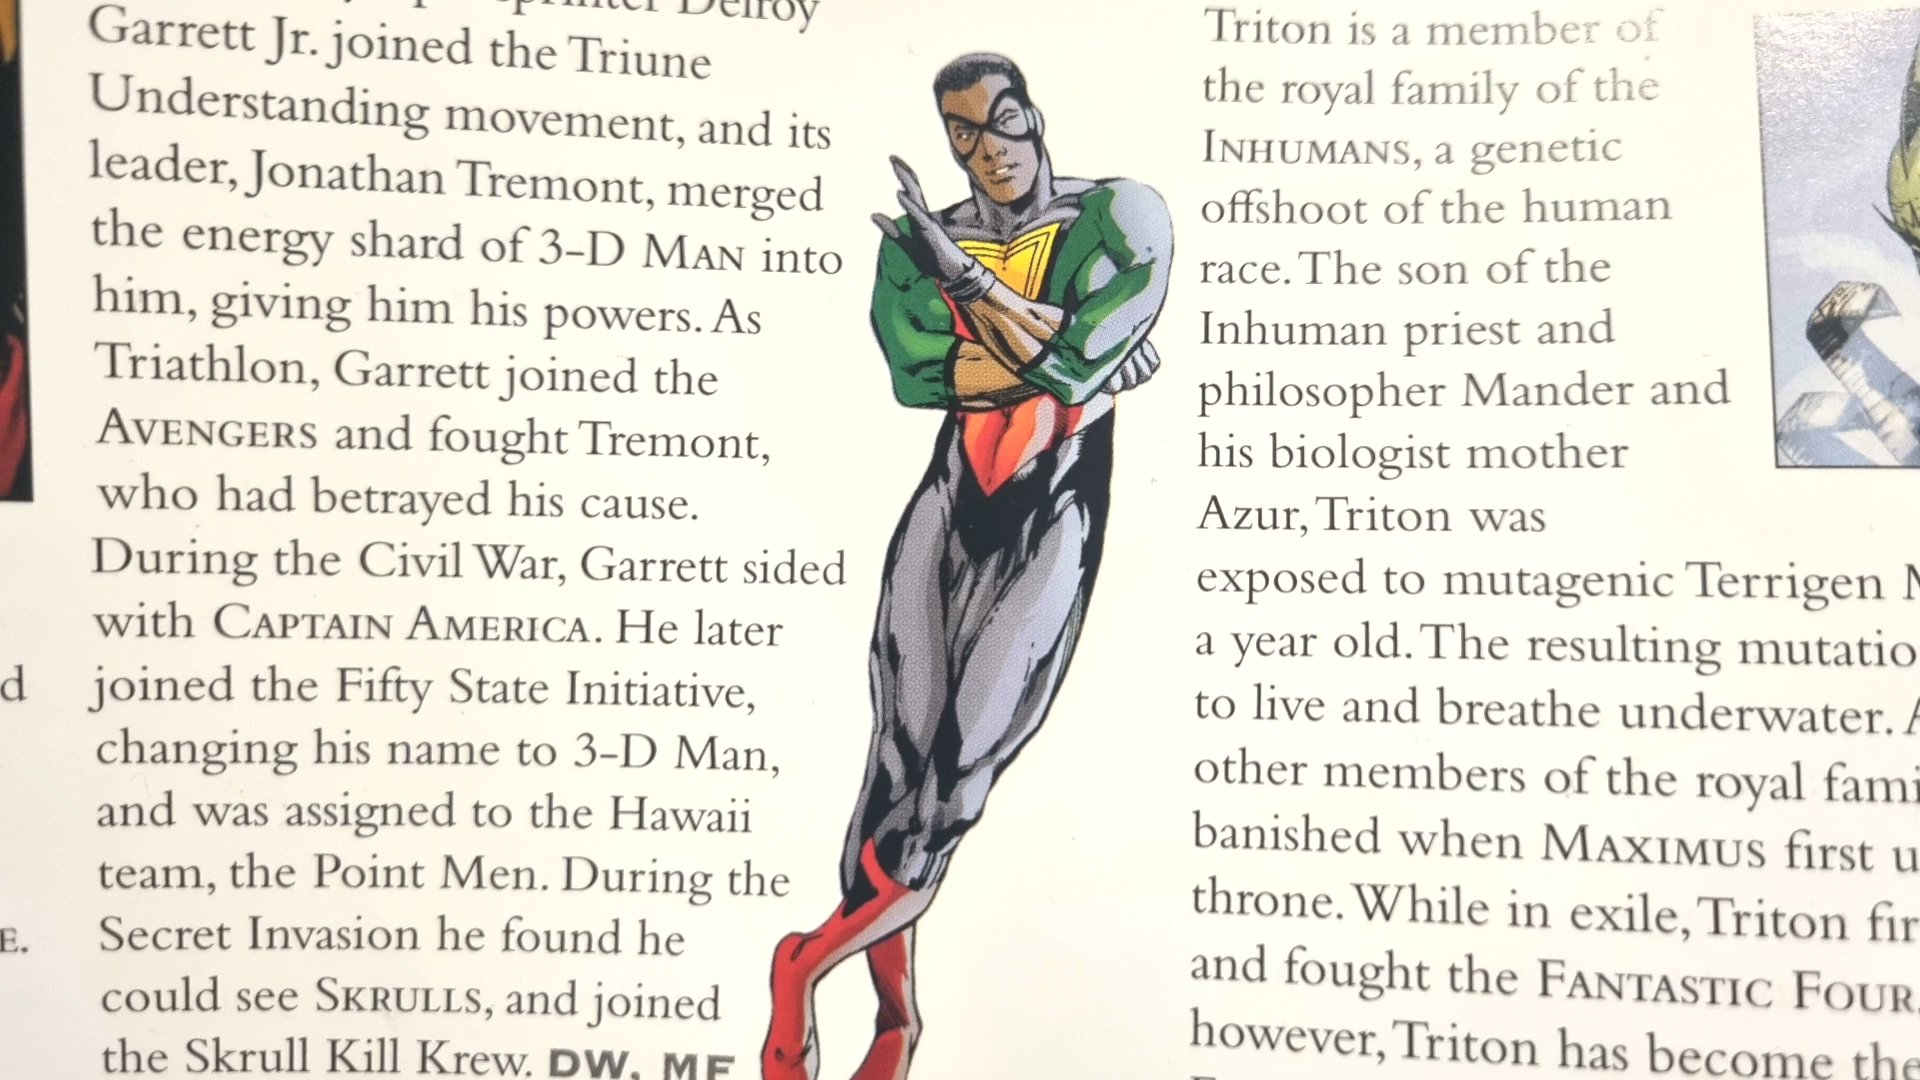 Delroy
Garrett Jr. joined the Triune
Understanding movement, and its
leader, Jonathan Tremont, merged
the energy shard of 3-D MAN into
him, giving him his powers. As
Triathlon, Garrett joined the
AVENGERS and fought Tremont,
who had betrayed his cause.
During the Civil War, Garrett sided
with CAPTAIN AMERICA. He later
joined the Fifty State Initiative,
changing his name to 3-D Man,
and was assigned to the Hawaii
team, the Point Men. During the
Secret Invasion he found he
could see SKRULLS, and joined
the Skrull Kill Krew. DW, MF
Triton is a member of
the royal family of the
INHUMANS, a genetic
offshoot of the human
race. The son of the
Inhuman priest and
philosopher Mander and
his biologist mother
Azur, Triton was
exposed to mutagenic Terrigen
a year old. The resulting mutatio
to live and breathe underwater. A
other members of the royal fami
banished when MAXIMUS first u
throne. While in exile, Triton fir
and fought the FANTASTIC FOUR.
however, Triton has become the
d
E.